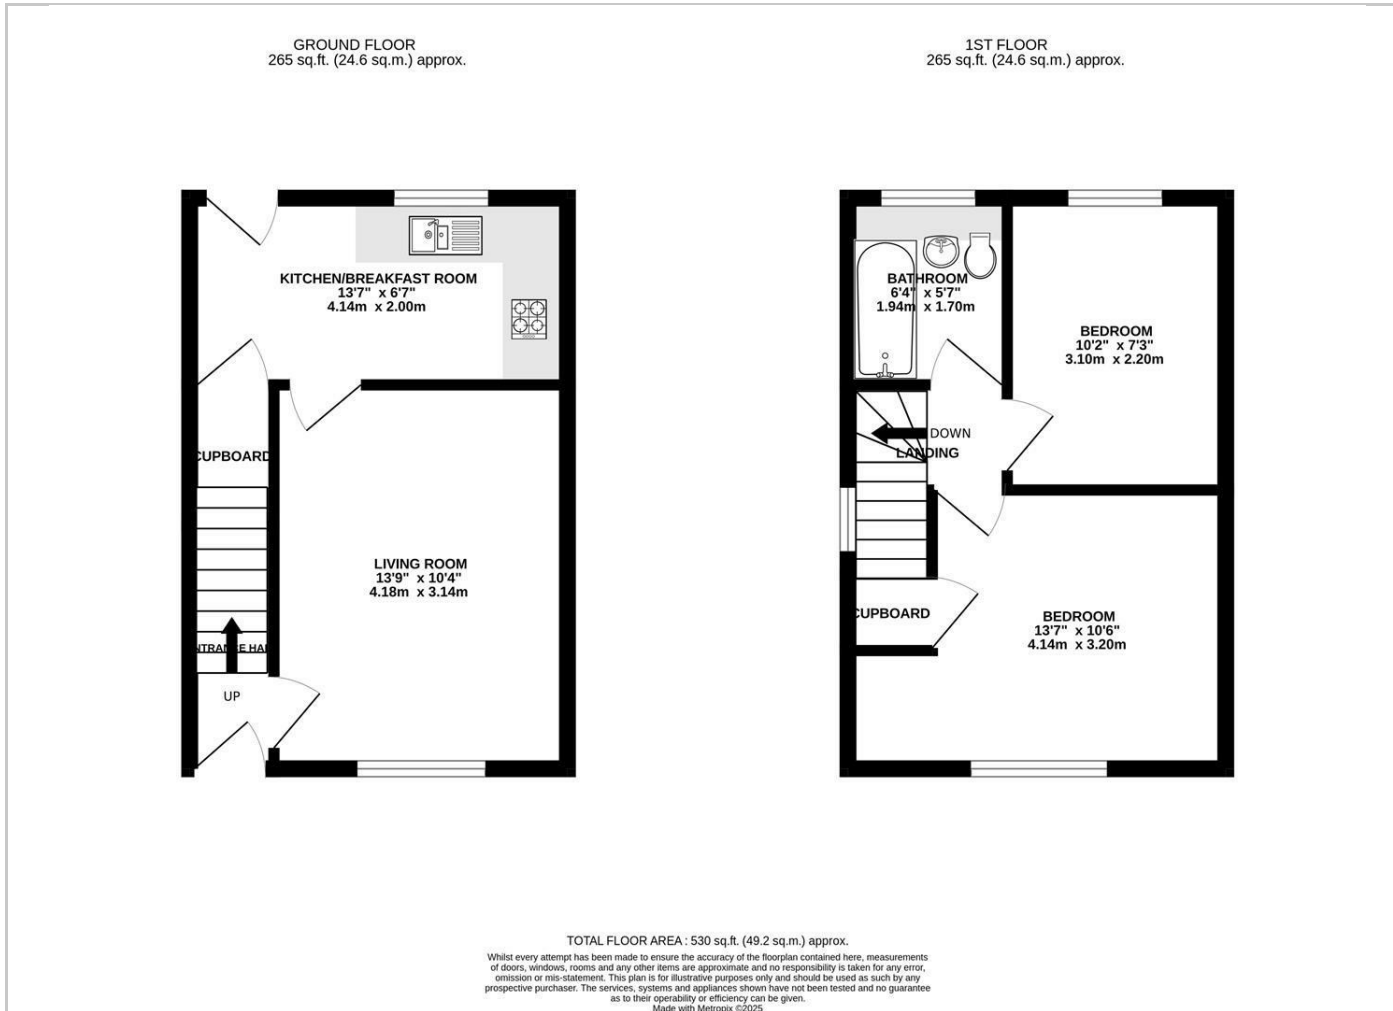 GROUND FLOOR
265 sq.ft. (24.6 sq.m.) approx.
KITCHEN/BREAKFAST ROOM
13'7" x 6'7"
4.14m x 2.00m
CUPBOARD
LIVING ROOM
13'9" x 10'4"
4.18m x 3.14m
NTRANCE HAL
UP
1ST FLOOR
265 sq.ft. (24.6 sq.m.) approx.
BATHROOM
6'4" x 5'7"
1.94m x 1.70m
BEDROOM
10'2" x 7'3"
3.10m x 2.20m
DOWN
LANDING
CUPBOARD
BEDROOM
13'7" x 10'6"
4.14m x 3.20m
TOTAL FLOOR AREA : 530 sq.ft. (49.2 sq.m.) approx.
Whilst every attempt has been made to ensure the accuracy of the floorplan contained here, measurements
of doors, windows, rooms and any other items are approximate and no responsibility is taken for any error,
omission or mis-statement. This plan is for illustrative purposes only and should be used as such by any
prospective purchaser. The services, systems and appliances shown have not been tested and no guarantee
as to their operability or efficiency can be given.
Made with Metropix ©2025